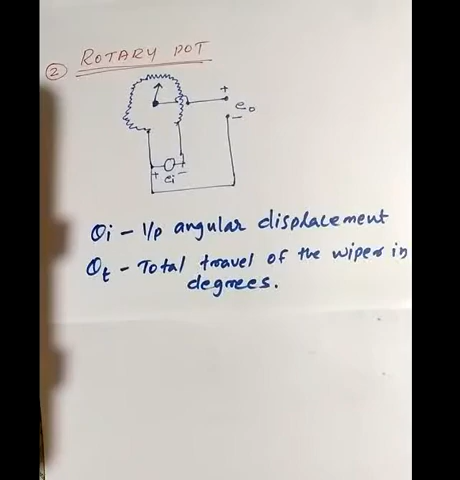 ② ROTARY POT
+
e₀
−
+ −
ei
θi - I/p angular displacement
θt - Total travel of the wiper in
degrees.